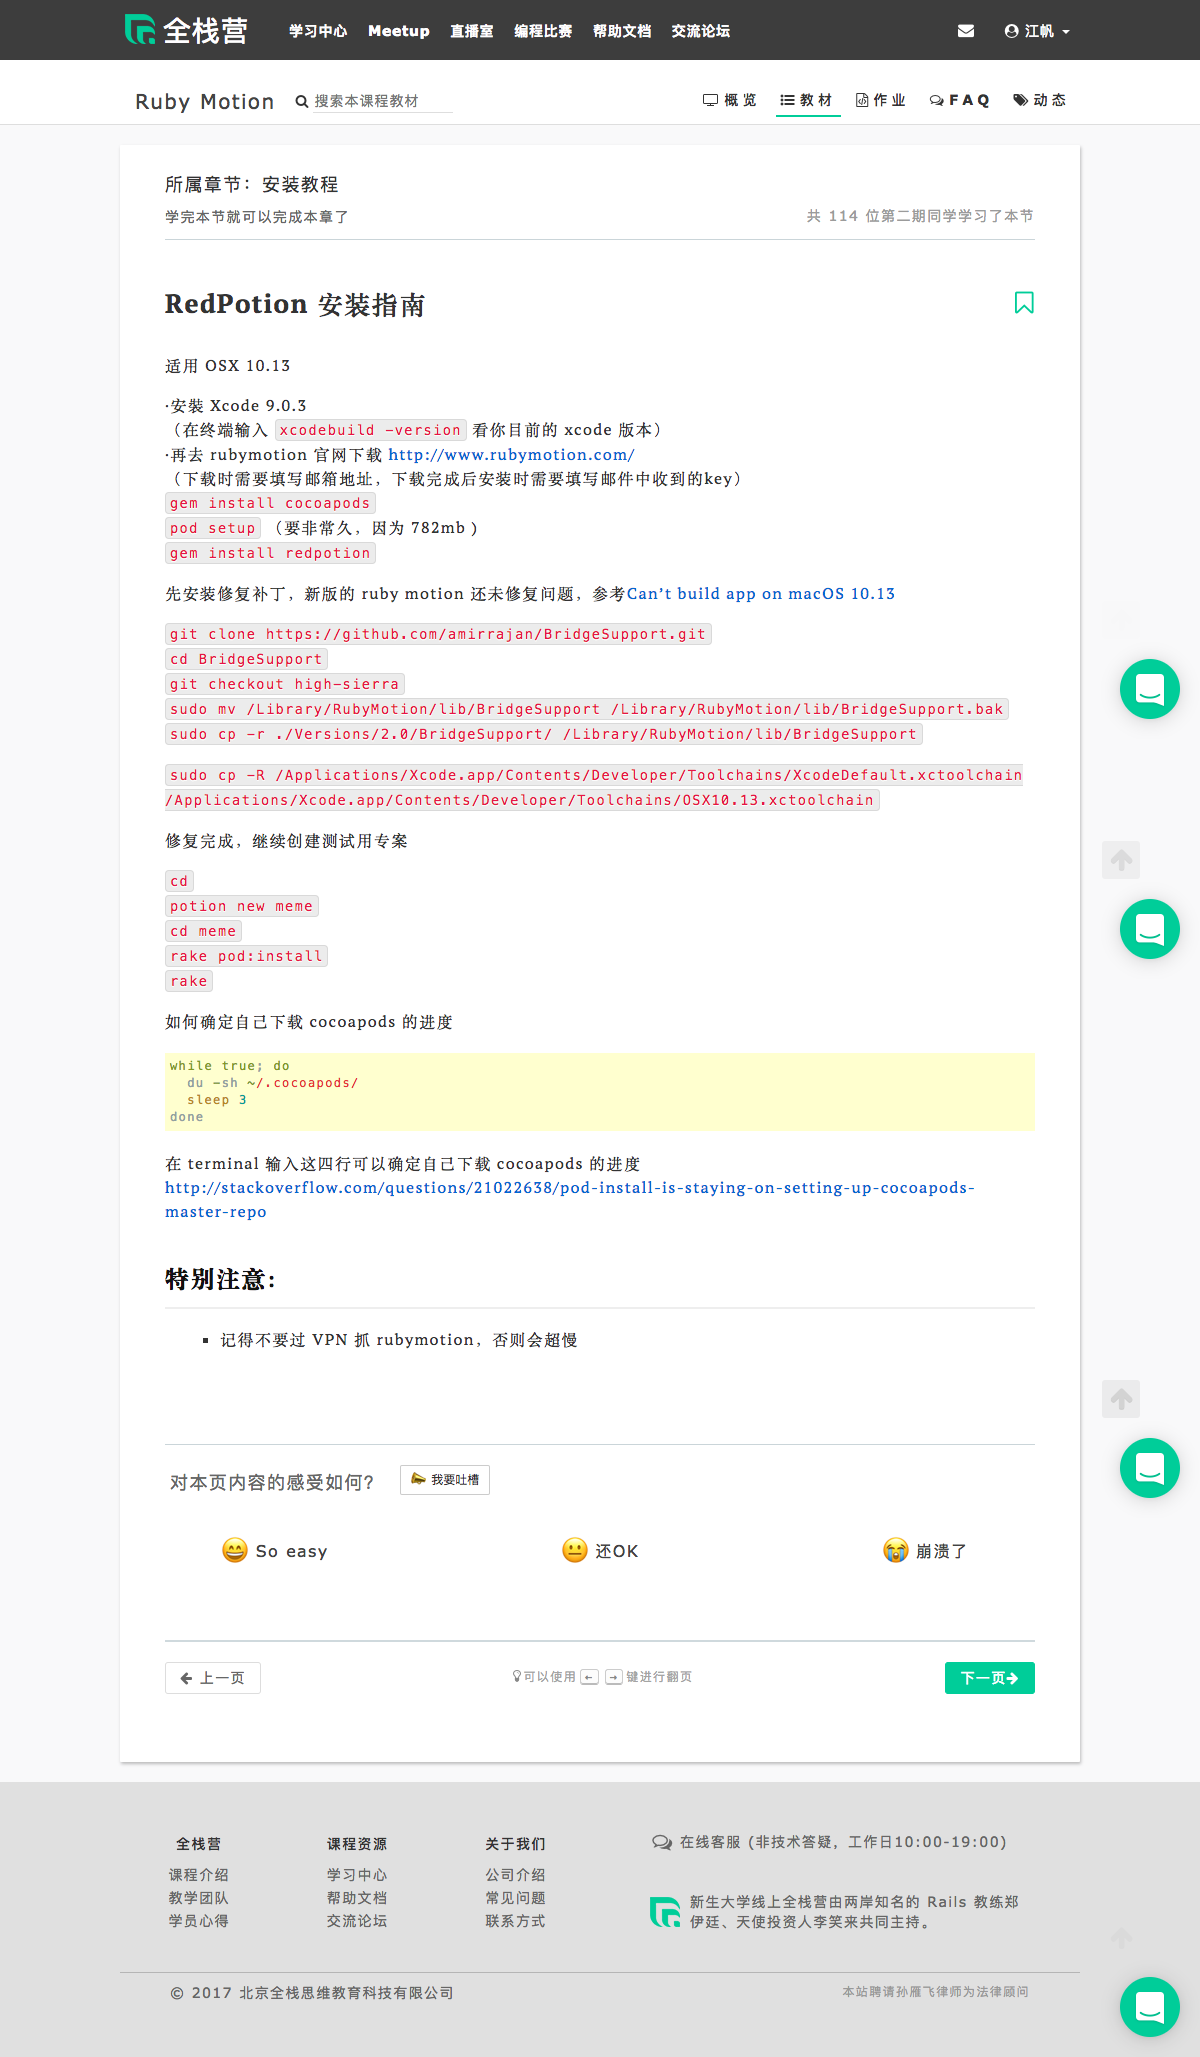 全栈营 学习中心 Meetup 直播室 编程比赛 帮助文档 交流论坛 江帆
Ruby Motion 搜索本课程教材 概览 教材 作业 FAQ 动态
所属章节：安装教程
学完本节就可以完成本章了 共 114 位第二期同学学习了本节
RedPotion 安装指南
适用 OSX 10.13
·安裝 Xcode 9.0.3
（在终端输入 xcodebuild -version 看你目前的 xcode 版本）
·再去 rubymotion 官网下载 http://www.rubymotion.com/
（下载时需要填写邮箱地址，下载完成后安装时需要填写邮件中收到的key）
gem install cocoapods
pod setup （要非常久，因为 782mb )
gem install redpotion
先安装修复补丁，新版的 ruby motion 还未修复问题，参考Can’t build app on macOS 10.13
git clone https://github.com/amirrajan/BridgeSupport.git
cd BridgeSupport
git checkout high-sierra
sudo mv /Library/RubyMotion/lib/BridgeSupport /Library/RubyMotion/lib/BridgeSupport.bak
sudo cp -r ./Versions/2.0/BridgeSupport/ /Library/RubyMotion/lib/BridgeSupport
sudo cp -R /Applications/Xcode.app/Contents/Developer/Toolchains/XcodeDefault.xctoolchain
/Applications/Xcode.app/Contents/Developer/Toolchains/OSX10.13.xctoolchain
修复完成，继续创建测试用专案
cd
potion new meme
cd meme
rake pod:install
rake
如何确定自己下载 cocoapods 的进度
while true; do
du -sh ~/.cocoapods/
sleep 3
done
在 terminal 输入这四行可以确定自己下载 cocoapods 的进度
http://stackoverflow.com/questions/21022638/pod-install-is-staying-on-setting-up-cocoapods-
master-repo
特别注意：
▪ 记得不要过 VPN 抓 rubymotion，否则会超慢
对本页内容的感受如何？ 我要吐槽
So easy 还OK 崩溃了
← 上一页 可以使用 ← → 键进行翻页 下一页→
全栈营 课程资源 关于我们 在线客服 (非技术答疑，工作日10:00-19:00)
课程介绍 学习中心 公司介绍
教学团队 帮助文档 常见问题 新生大学线上全栈营由两岸知名的 Rails 教练郑
学员心得 交流论坛 联系方式 伊廷、天使投资人李笑来共同主持。
© 2017 北京全栈思维教育科技有限公司 本站聘请孙雁飞律师为法律顾问